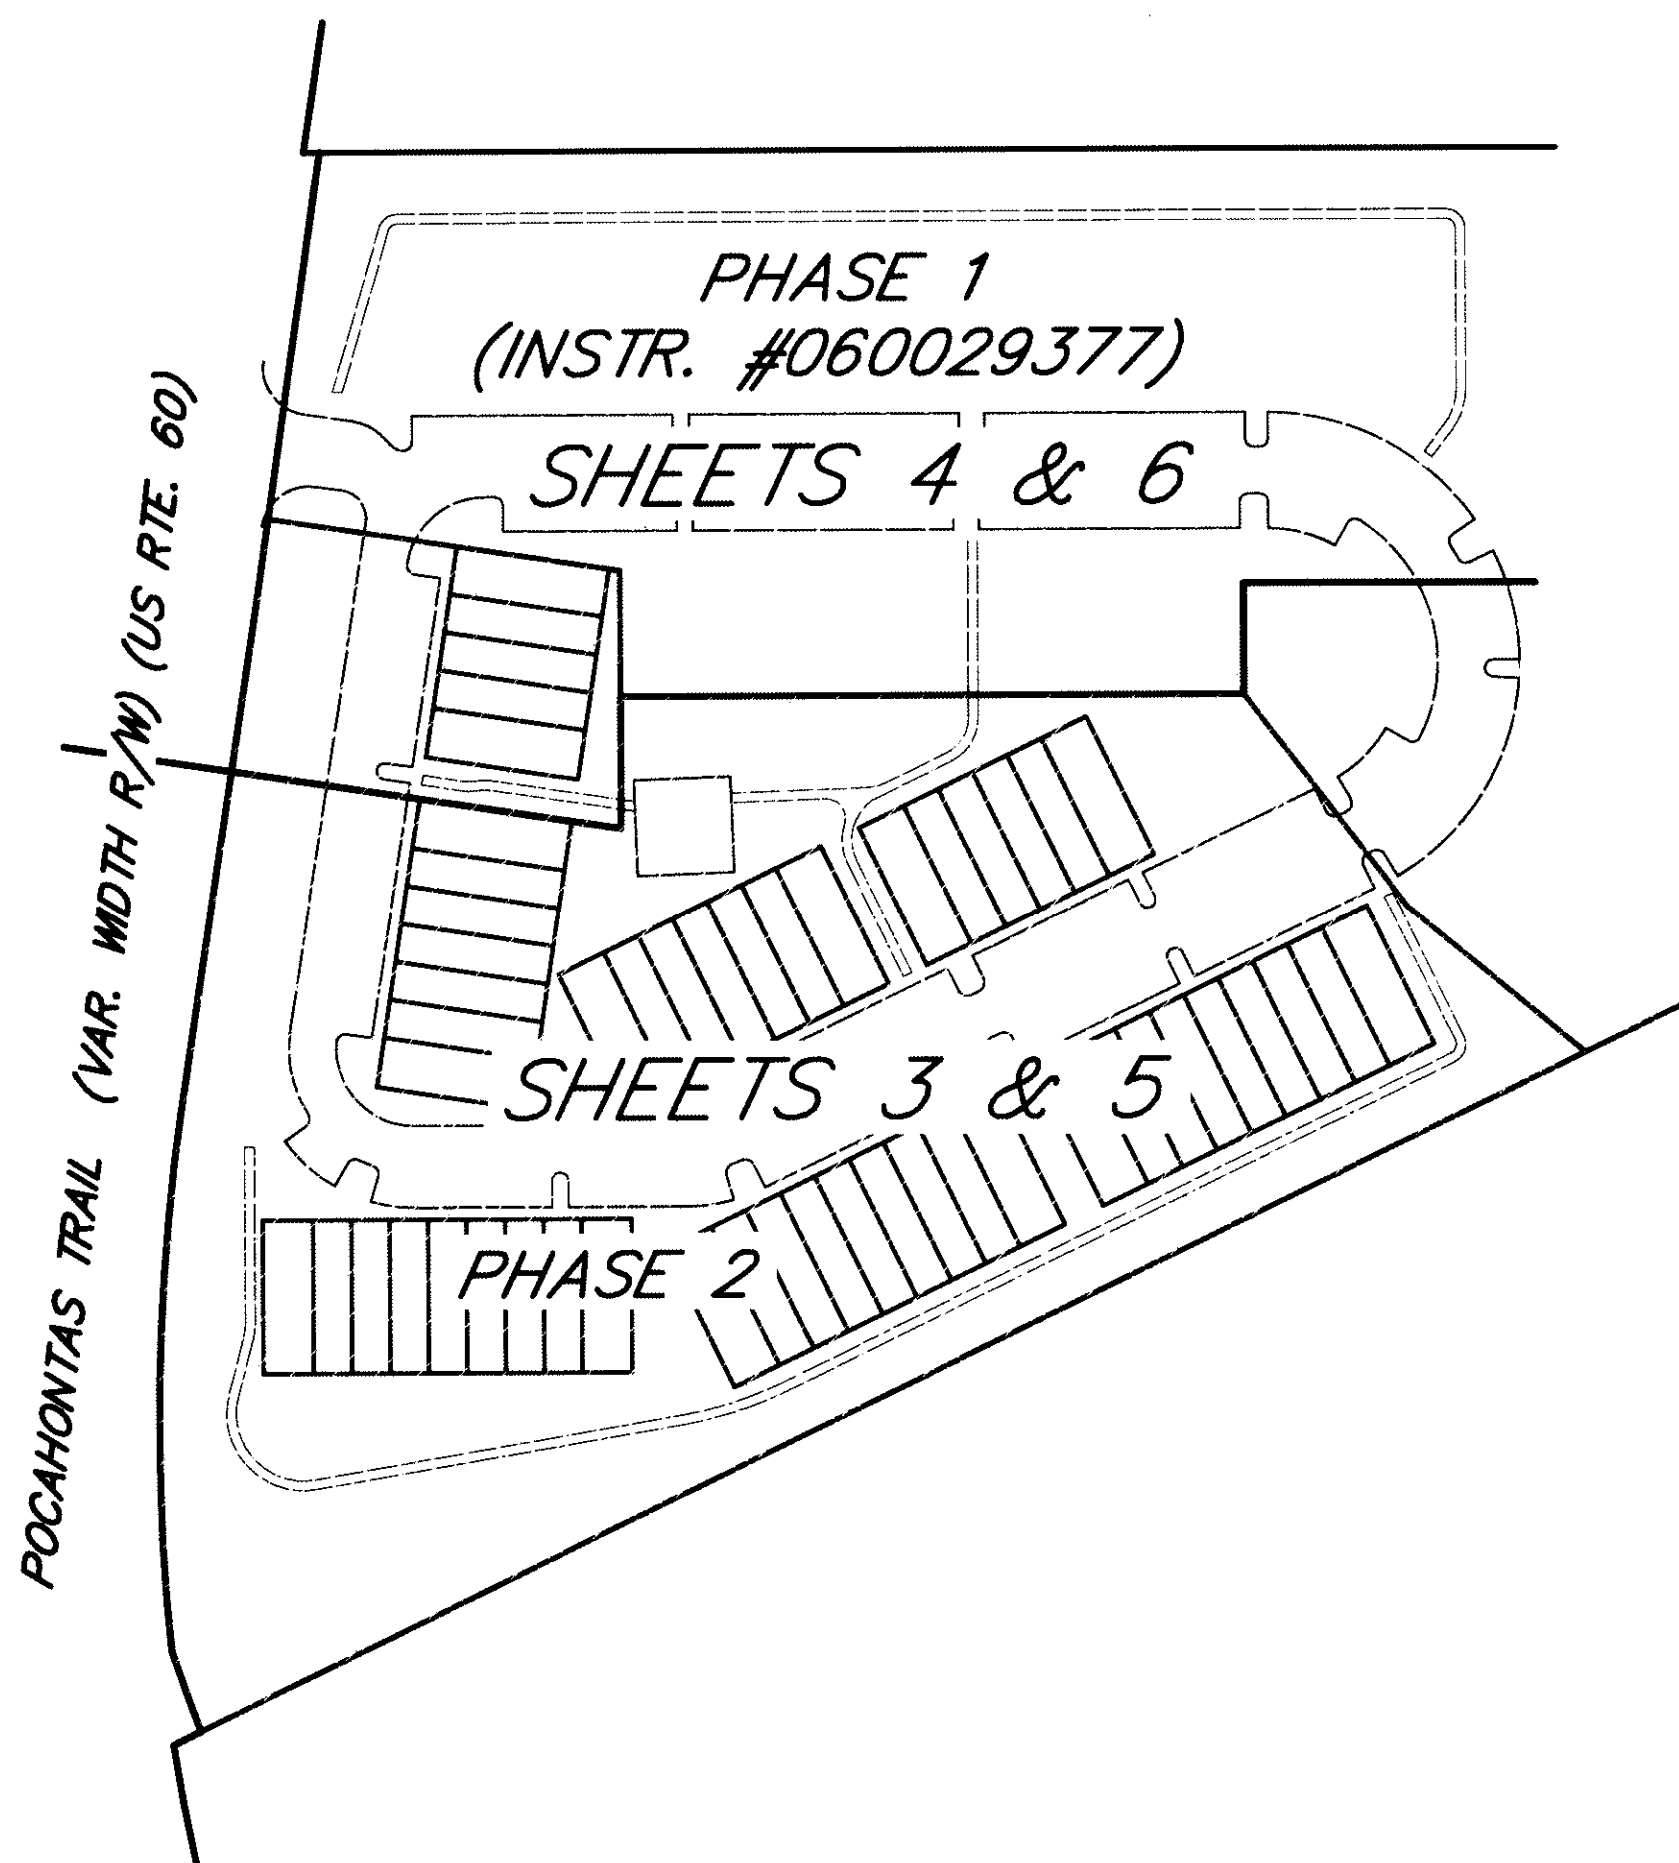 PHASE 1
(INSTR. #060029377)
SHEETS 4 & 6
POCAHONTAS TRAIL (VAR. WIDTH R/W) (US RTE. 60)
SHEETS 3 & 5
PHASE 2